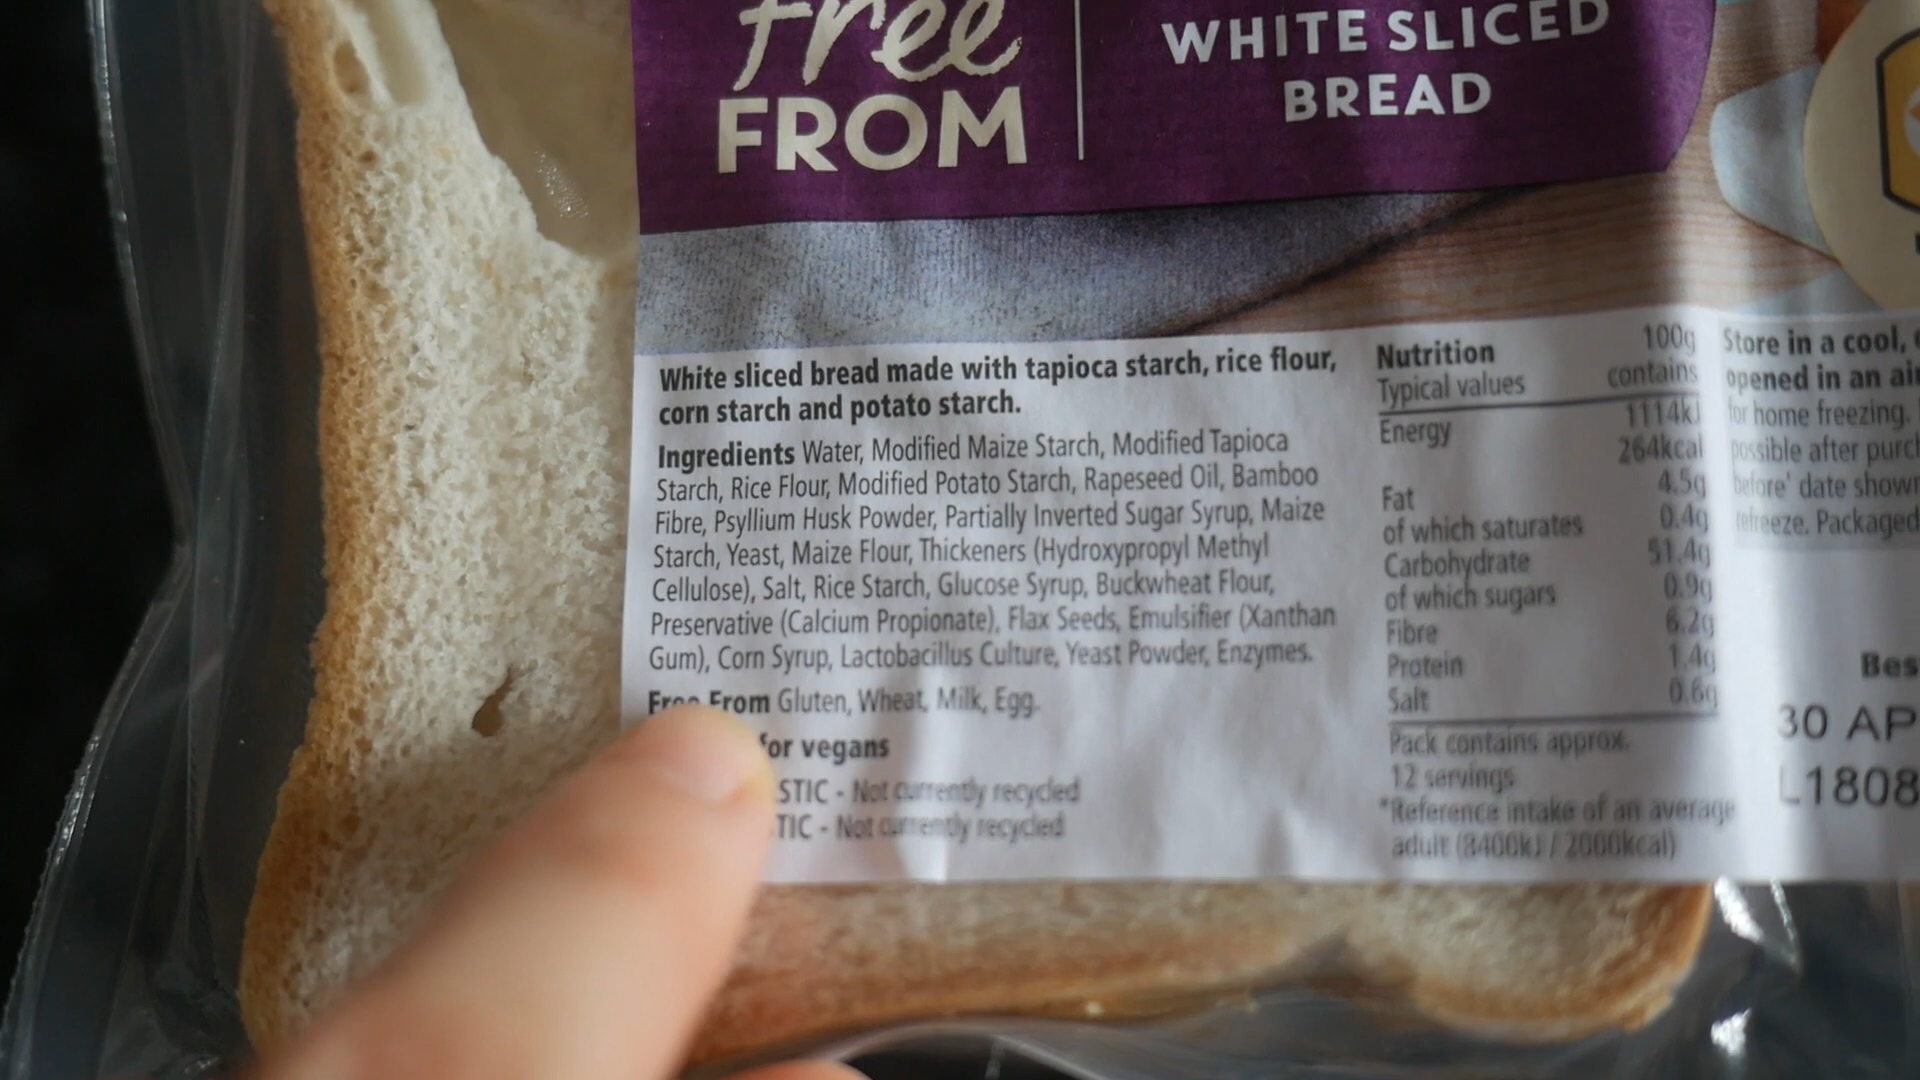 free
FROM
WHITE SLICED
BREAD
White sliced bread made with tapioca starch, rice flour,
corn starch and potato starch.
Ingredients Water, Modified Maize Starch, Modified Tapioca
Starch, Rice Flour, Modified Potato Starch, Rapeseed Oil, Bamboo
Fibre, Psyllium Husk Powder, Partially Inverted Sugar Syrup, Maize
Starch, Yeast, Maize Flour, Thickeners (Hydroxypropyl Methyl
Cellulose), Salt, Rice Starch, Glucose Syrup, Buckwheat Flour,
Preservative (Calcium Propionate), Flax Seeds, Emulsifier (Xanthan
Gum), Corn Syrup, Lactobacillus Culture, Yeast Powder, Enzymes.
Free From Gluten, Wheat, Milk, Egg.
for vegans
STIC - Not currently recycled
TIC - Not currently recycled
Nutrition
Typical values 100g contains
Energy 1114kJ
264kcal
Fat 4.5g
of which saturates 0.4g
Carbohydrate 51.4g
of which sugars 0.9g
Fibre 6.2g
Protein 1.4g
Salt 0.6g
Pack contains approx.
12 servings
*Reference intake of an average
adult (8400kJ / 2000kcal)
Store in a cool,
opened in an air
for home freezing.
possible after purch
before' date shown
refreeze. Packaged
Bes
30 AP
L1808